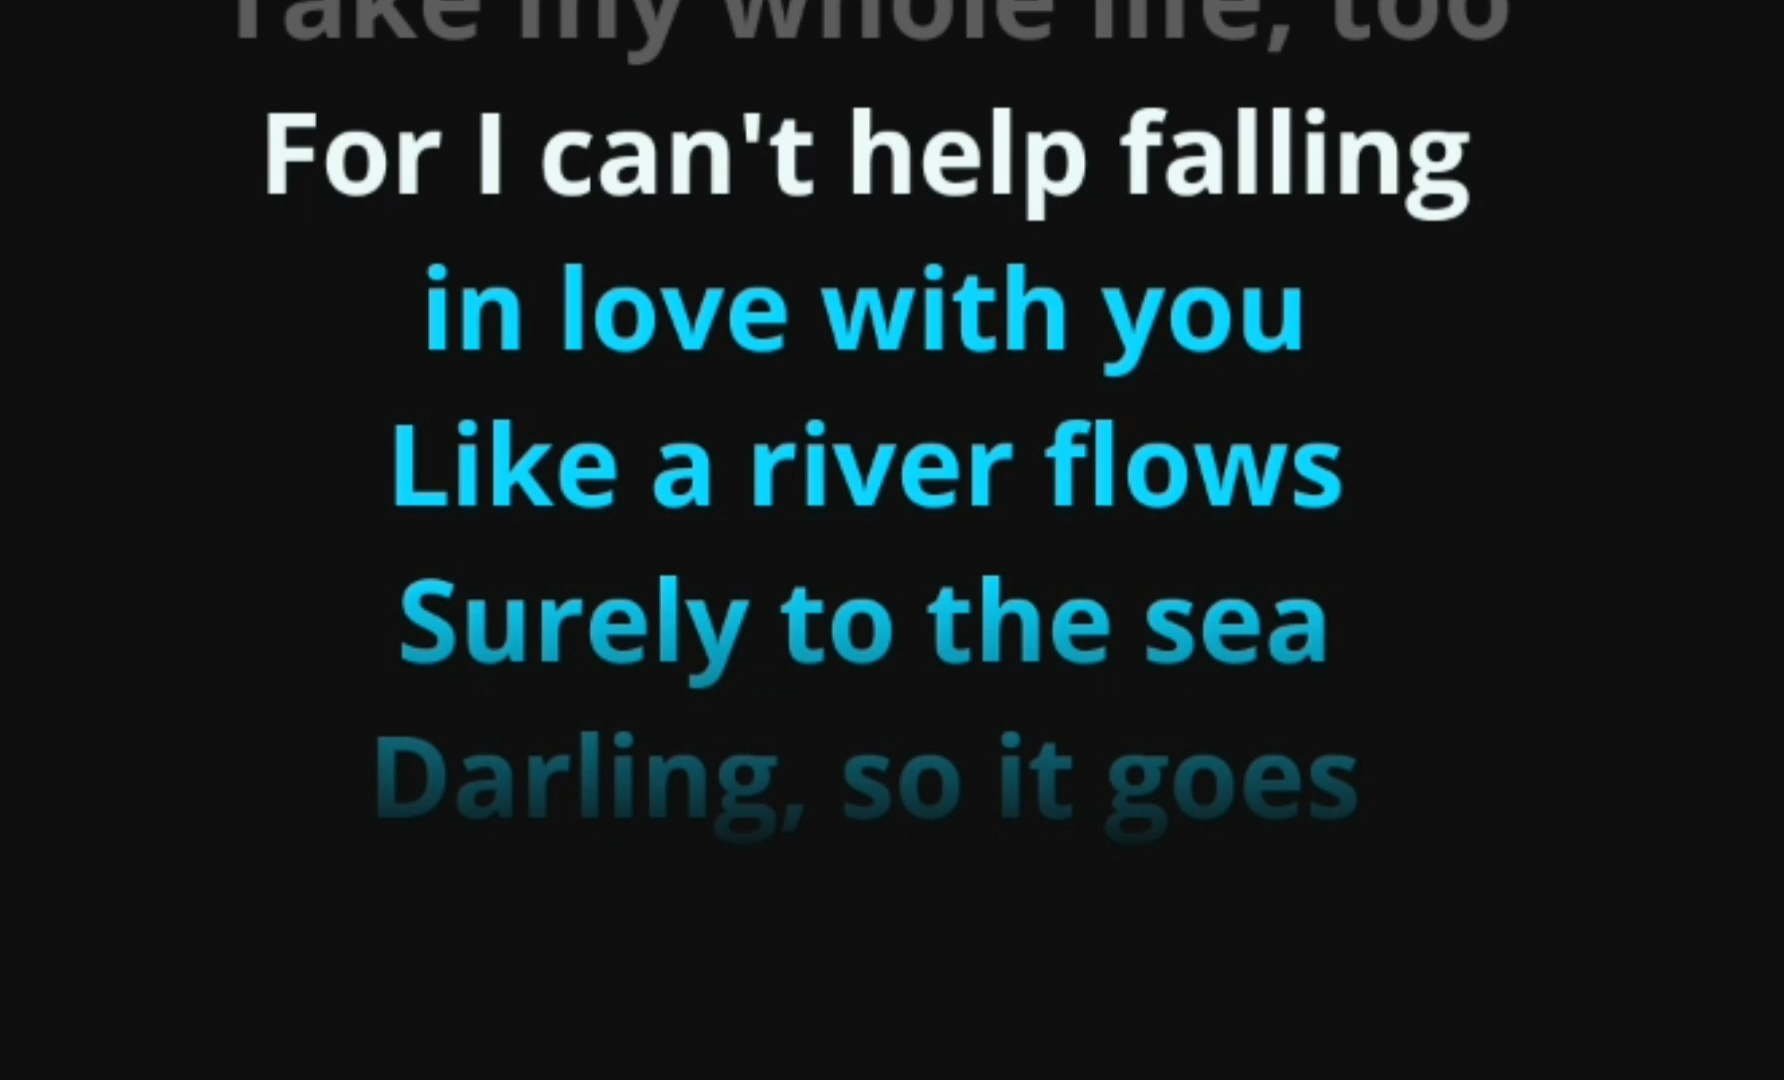 Take my whole life, too
For I can't help falling
in love with you
Like a river flows
Surely to the sea
Darling, so it goes